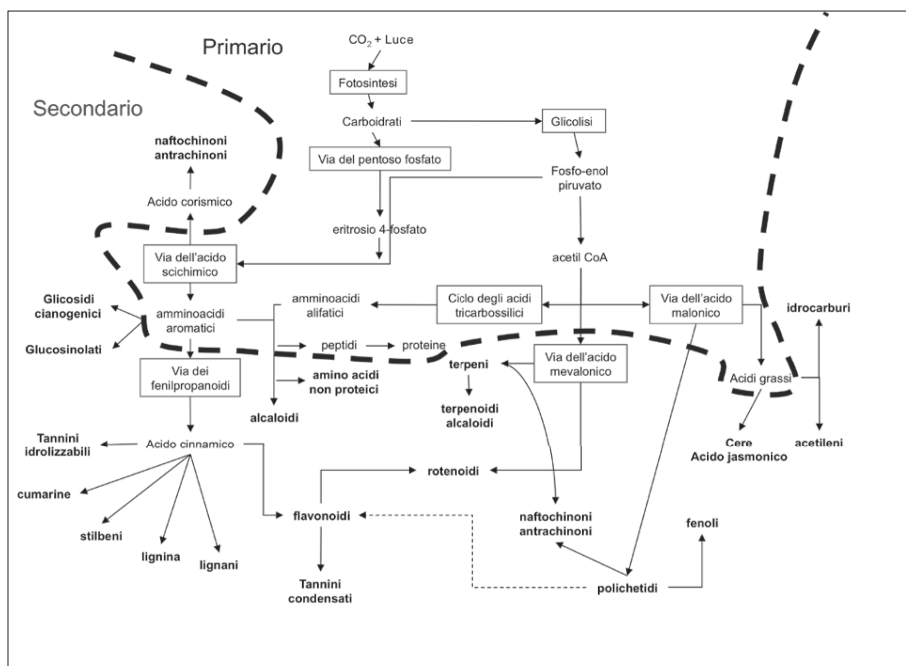 Primario
CO2 + Luce
Fotosintesi
Secondario
Carboidrati
Glicolisi
naftochinoni
antrachinoni
Via del pentoso fosfato
Fosfo-enol
piruvato
Acido corismico
eritrosio 4-fosfato
Via dell'acido
scichimico
acetil CoA
Glicosidi
cianogenici
amminoacidi
aromatici
amminoacidi
alifatici
Ciclo degli acidi
tricarbossilici
Via dell'acido
malonico
idrocarburi
Glucosinolati
peptidi
proteine
Via dei
fenilpropanoidi
amino acidi
non proteici
terpeni
Via dell'acido
mevalonico
Acidi grassi
alcaloidi
terpenoidi
alcaloidi
Tannini
idrolizzabili
Acido cinnamico
Cere
Acido jasmonico
acetileni
rotenoidi
cumarine
stilbeni
lignina
lignani
flavonoidi
naftochinoni
antrachinoni
fenoli
Tannini
condensati
polichetidi